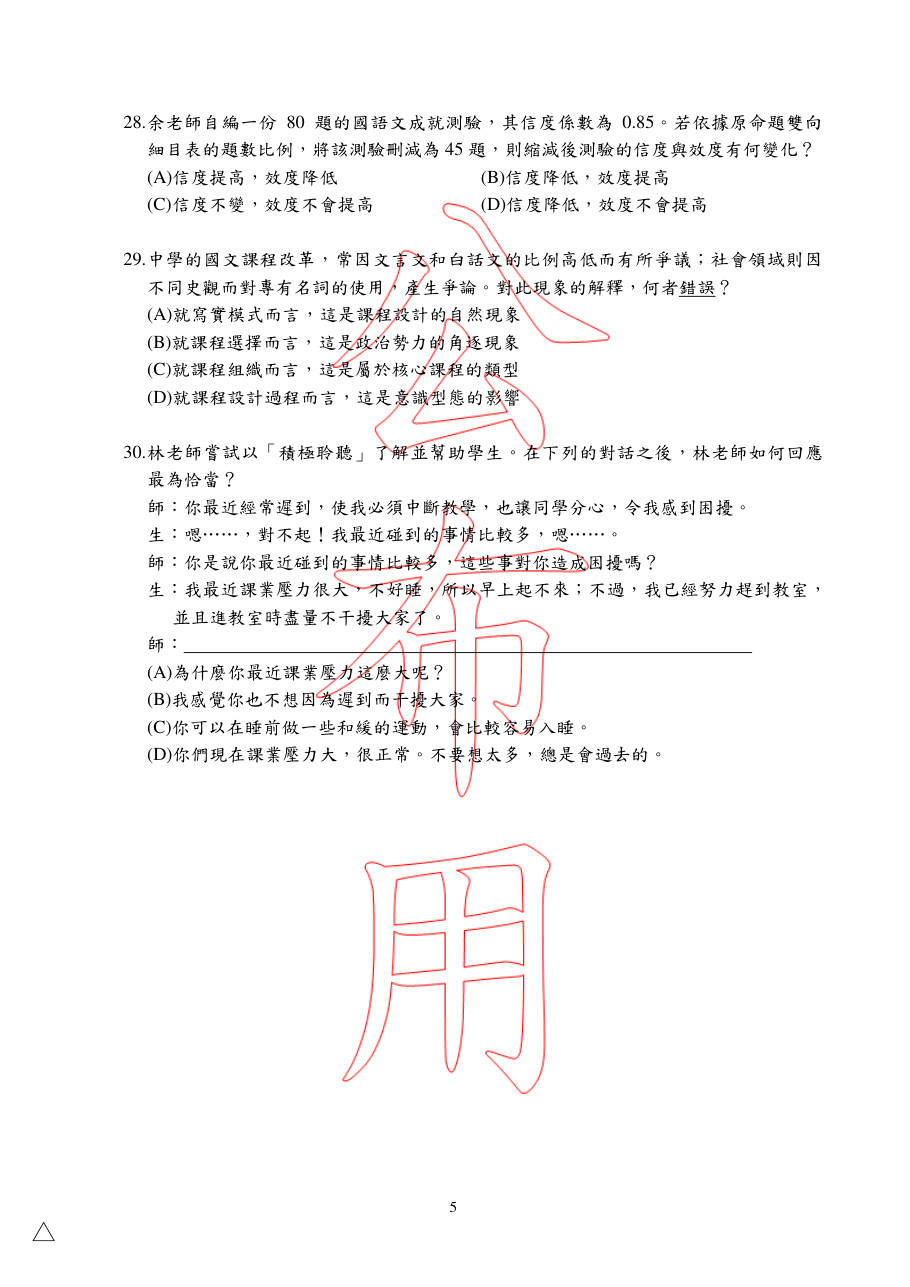 28.余老師自編一份 80 題的國語文成就測驗，其信度係數為 0.85。若依據原命題雙向
細目表的題數比例，將該測驗刪減為 45 題，則縮減後測驗的信度與效度有何變化？
(A)信度提高，效度降低 (B)信度降低，效度提高
(C)信度不變，效度不會提高 (D)信度降低，效度不會提高
29.中學的國文課程改革，常因文言文和白話文的比例高低而有所爭議；社會領域則因
不同史觀而對專有名詞的使用，產生爭論。對此現象的解釋，何者錯誤？
(A)就寫實模式而言，這是課程設計的自然現象
(B)就課程選擇而言，這是政治勢力的角逐現象
(C)就課程組織而言，這是屬於核心課程的類型
(D)就課程設計過程而言，這是意識型態的影響
30.林老師嘗試以「積極聆聽」了解並幫助學生。在下列的對話之後，林老師如何回應
最為恰當？
師：你最近經常遲到，使我必須中斷教學，也讓同學分心，令我感到困擾。
生：嗯……，對不起！我最近碰到的事情比較多，嗯……。
師：你是說你最近碰到的事情比較多，這些事對你造成困擾嗎？
生：我最近課業壓力很大，不好睡，所以早上起不來；不過，我已經努力趕到教室，
並且進教室時盡量不干擾大家了。
師：
(A)為什麼你最近課業壓力這麼大呢？
(B)我感覺你也不想因為遲到而干擾大家。
(C)你可以在睡前做一些和緩的運動，會比較容易入睡。
(D)你們現在課業壓力大，很正常。不要想太多，總是會過去的。
公布用
5